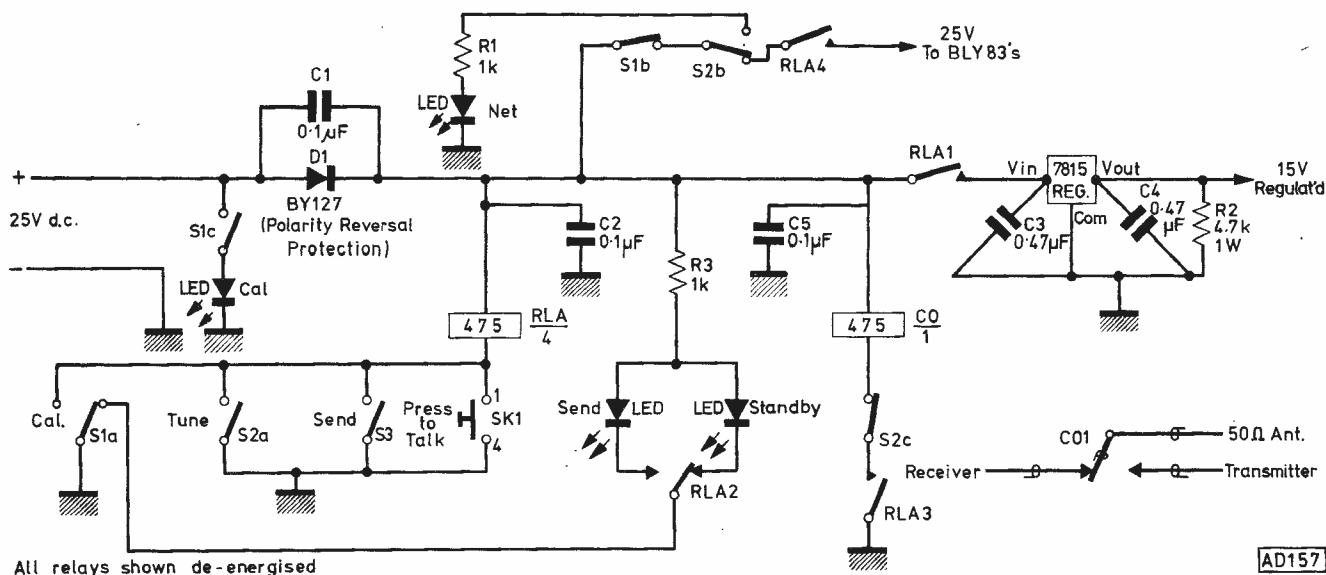 R1
1k
LED
Net
S1b
S2b
RLA4
25V
To BLY 83's
C1
0·1µF
D1
BY127
(Polarity Reversal
Protection)
+
25V d.c.
−
S1c
LED
Cal
C2
0·1µF
R3
1k
C5
0·1µF
RLA1
Vin
7815
REG.
Vout
Com
C3
0·47µF
C4
0·47
µF
R2
4.7k
1W
15V
Regulat'd
475
RLA
4
475
CO
1
Cal.
S1a
Tune
S2a
Send
S3
Press
to
Talk
1
SK1
4
Send
LED
LED
Standby
RLA2
S2c
RLA3
Receiver
CO1
50Ω Ant.
Transmitter
All relays shown de-energised
AD157